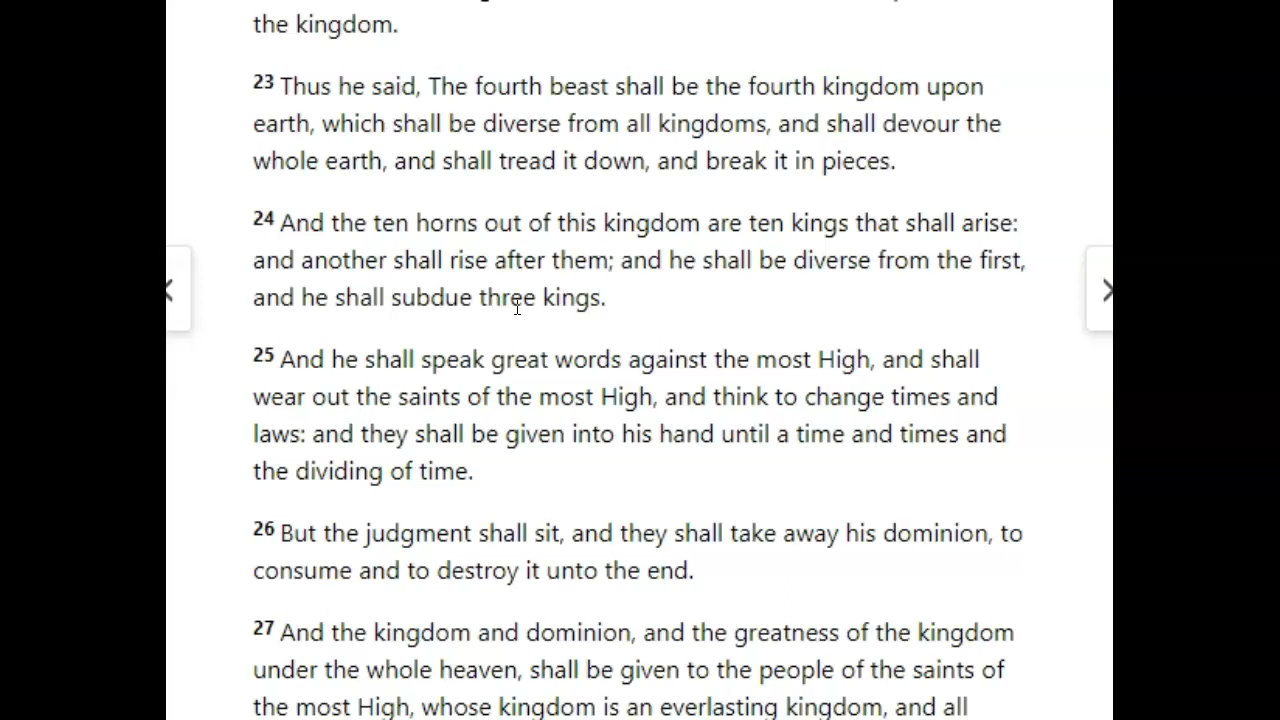 the kingdom.
23 Thus he said, The fourth beast shall be the fourth kingdom upon
earth, which shall be diverse from all kingdoms, and shall devour the
whole earth, and shall tread it down, and break it in pieces.
24 And the ten horns out of this kingdom are ten kings that shall arise:
and another shall rise after them; and he shall be diverse from the first,
and he shall subdue three kings.
25 And he shall speak great words against the most High, and shall
wear out the saints of the most High, and think to change times and
laws: and they shall be given into his hand until a time and times and
the dividing of time.
26 But the judgment shall sit, and they shall take away his dominion, to
consume and to destroy it unto the end.
27 And the kingdom and dominion, and the greatness of the kingdom
under the whole heaven, shall be given to the people of the saints of
the most High, whose kingdom is an everlasting kingdom, and all